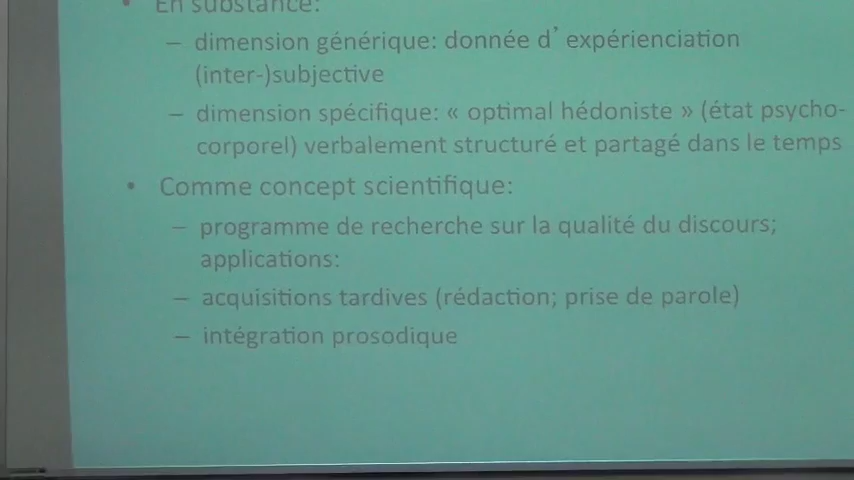 • En substance:
– dimension générique: donnée d’ expérienciation
(inter-)subjective
– dimension spécifique: « optimal hédoniste » (état psycho-
corporel) verbalement structuré et partagé dans le temps
• Comme concept scientifique:
– programme de recherche sur la qualité du discours;
applications:
– acquisitions tardives (rédaction; prise de parole)
– intégration prosodique